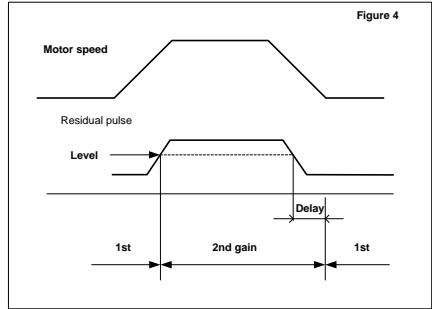 Figure 4
Motor speed
Residual pulse
Level
Delay
1st
2nd gain
1st